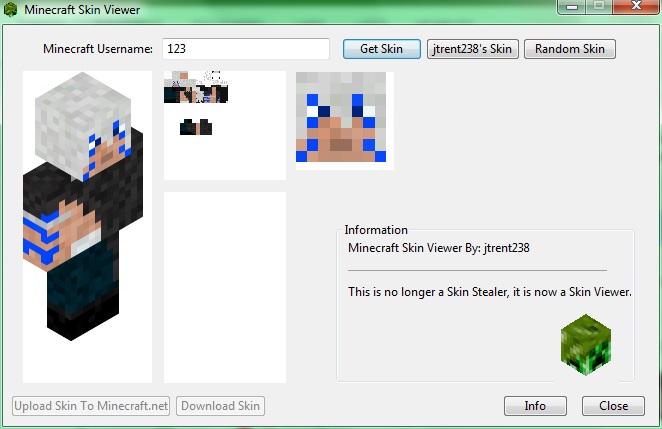 Minecraft Skin Viewer
Minecraft Username: 123 Get Skin jtrent238's Skin Random Skin
Information
Minecraft Skin Viewer By: jtrent238
This is no longer a Skin Stealer, it is now a Skin Viewer.
Upload Skin To Minecraft.net Download Skin Info Close